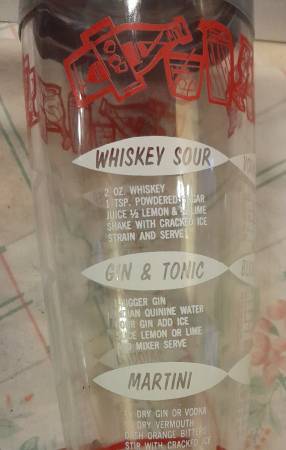 WHISKEY SOUR
2 OZ. WHISKEY
1 TSP. POWDERED SUGAR
JUICE ½ LEMON & ½ LIME
SHAKE WITH CRACKED ICE
STRAIN AND SERVE
GIN & TONIC
JIGGER GIN
QUININE WATER
GIN ADD ICE
LEMON OR LIME
MIXER SERVE
MARTINI
DRY GIN OR VODKA
DRY VERMOUTH
DASH ORANGE BITTERS
STIR WITH CRACKED ICE